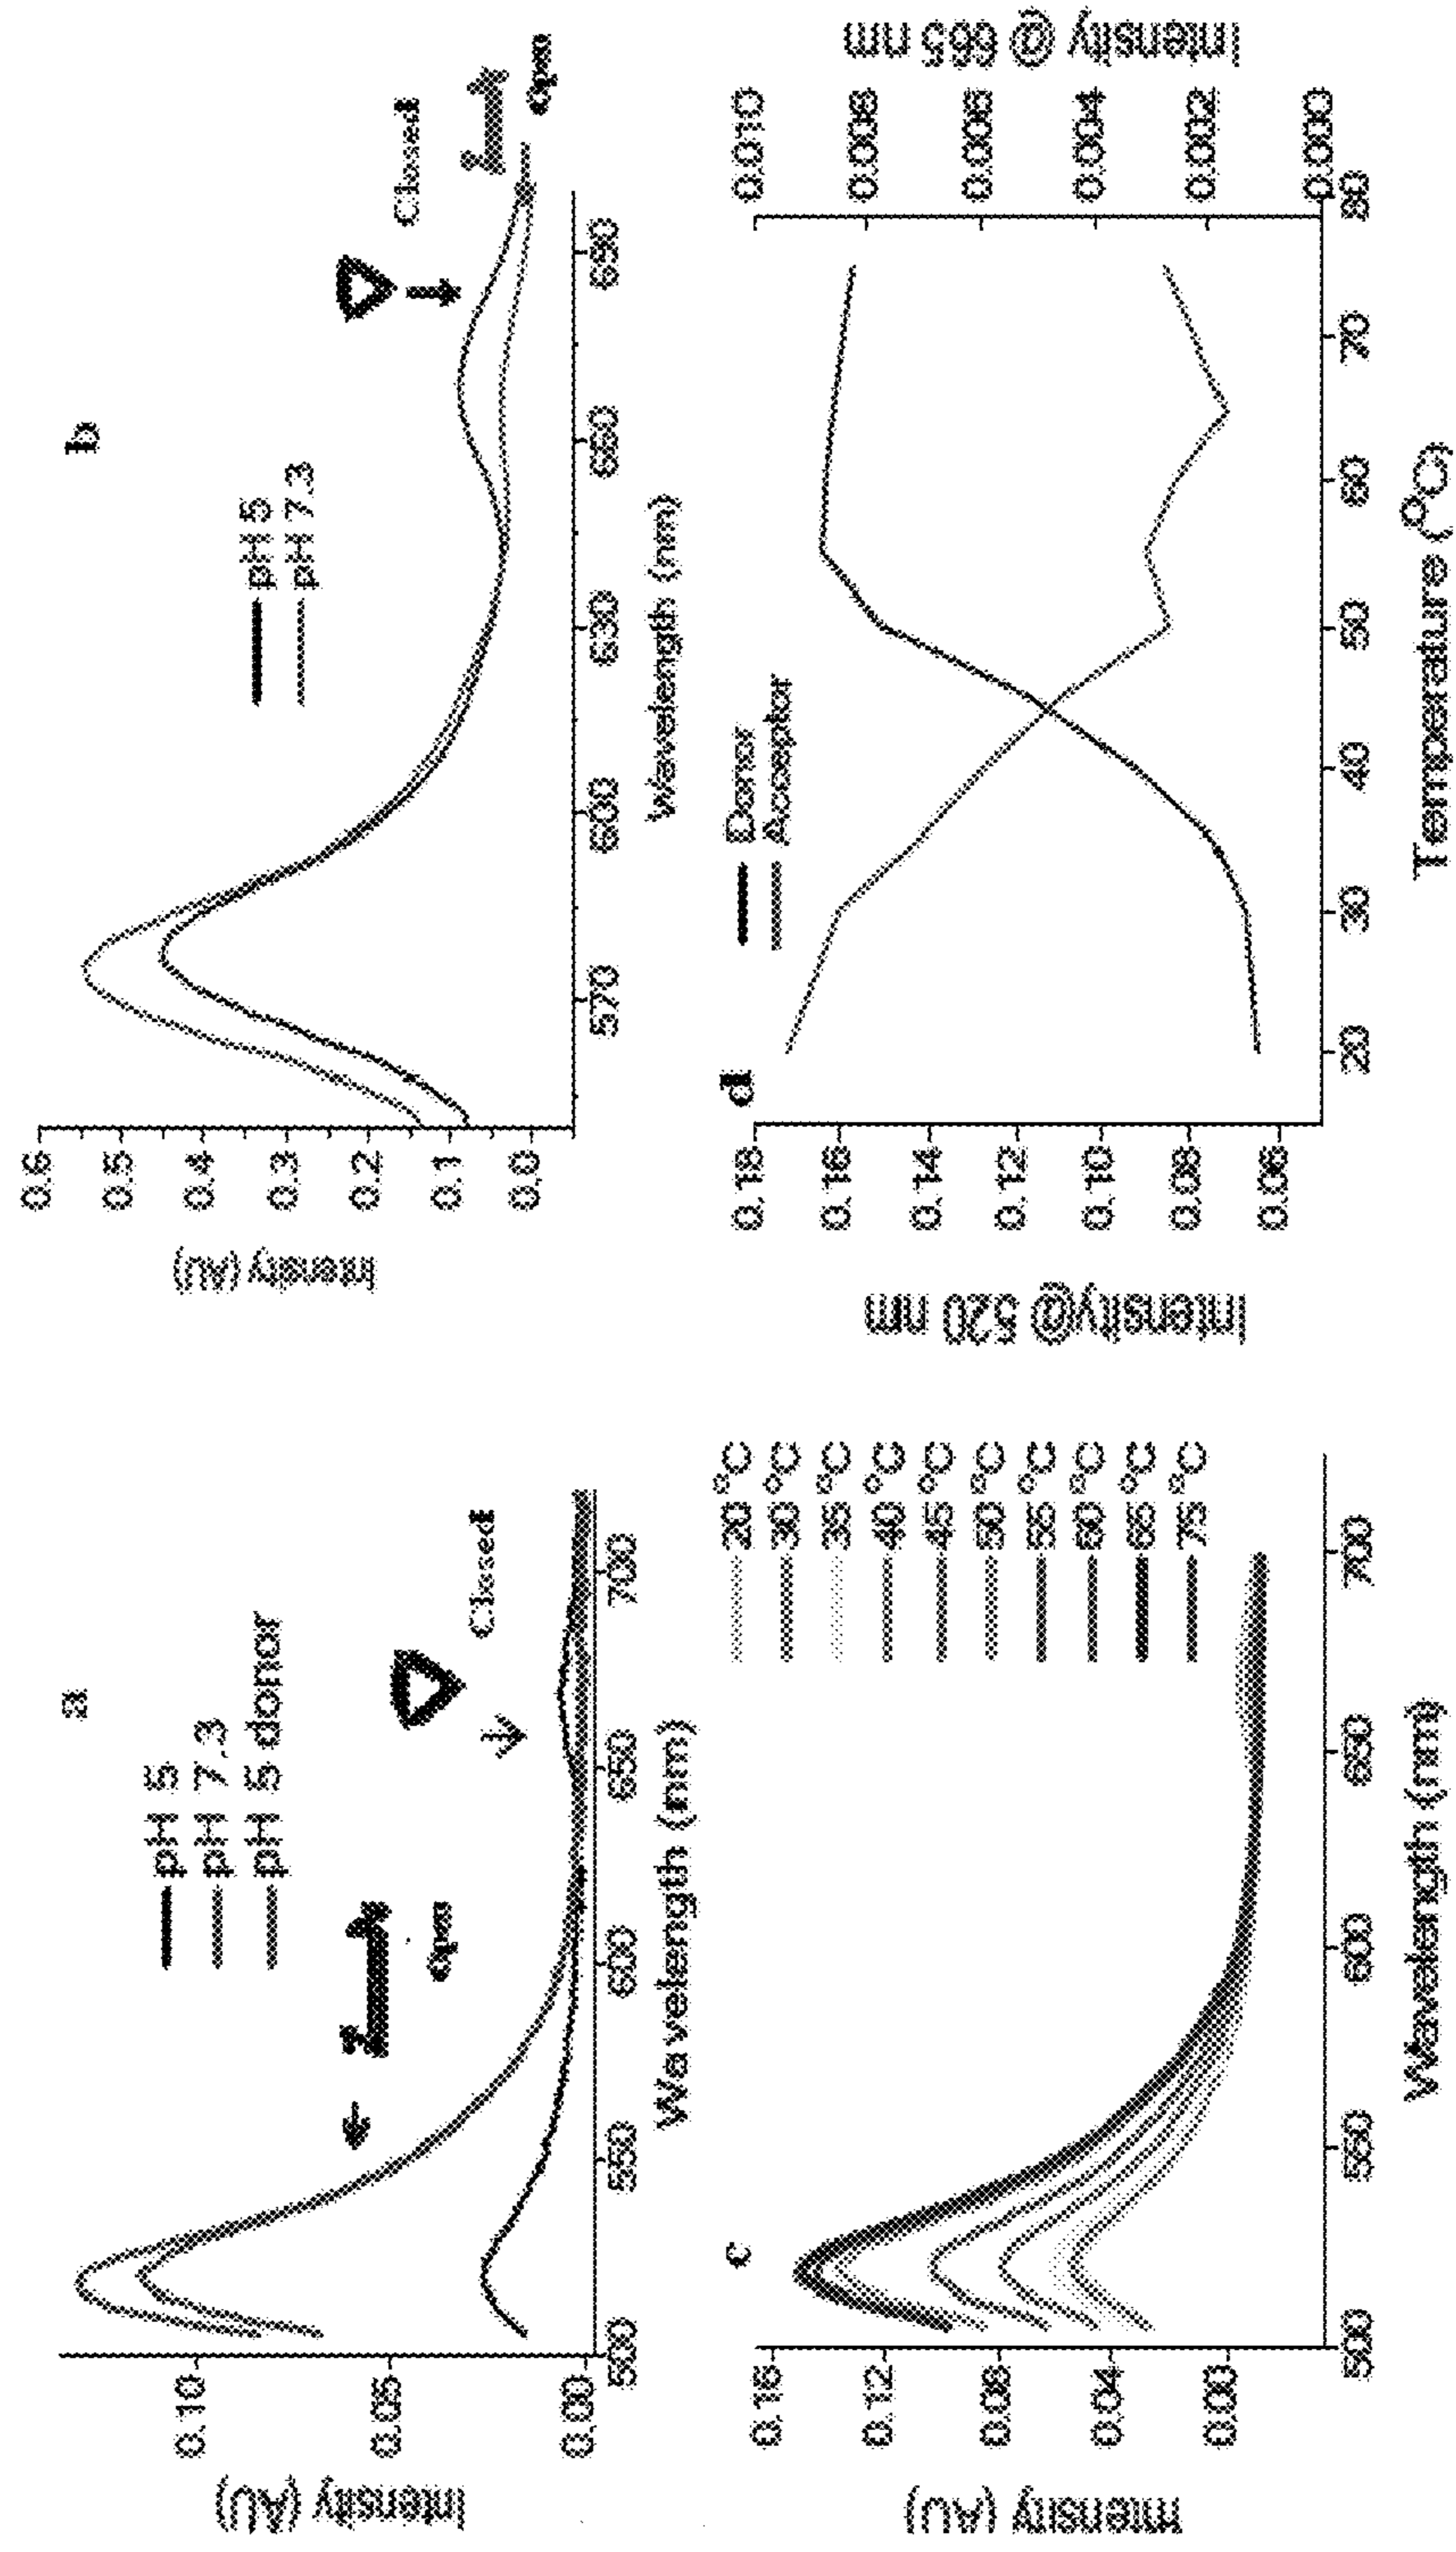 a
pH 5
pH 7.3
pH 5 donor
Open
Closed
Intensity (AU)
0.10
0.05
0.00
500 550 600 650 700
Wavelength (nm)
b
pH 5
pH 7.3
Closed
Open
Intensity (AU)
0.6
0.5
0.4
0.3
0.2
0.1
0.0
570 600 630 660 690
Wavelength (nm)
c
20 °C
30 °C
35 °C
40 °C
45 °C
50 °C
55 °C
60 °C
65 °C
75 °C
Intensity (AU)
0.16
0.12
0.08
0.04
0.00
500 550 600 650 700
Wavelength (nm)
d
Donor
Acceptor
Intensity@ 520 nm
0.18
0.16
0.14
0.12
0.10
0.08
0.06
Intensity @ 665 nm
0.010
0.008
0.006
0.004
0.002
0.000
20 30 40 50 60 70 80
Temperature (°C)